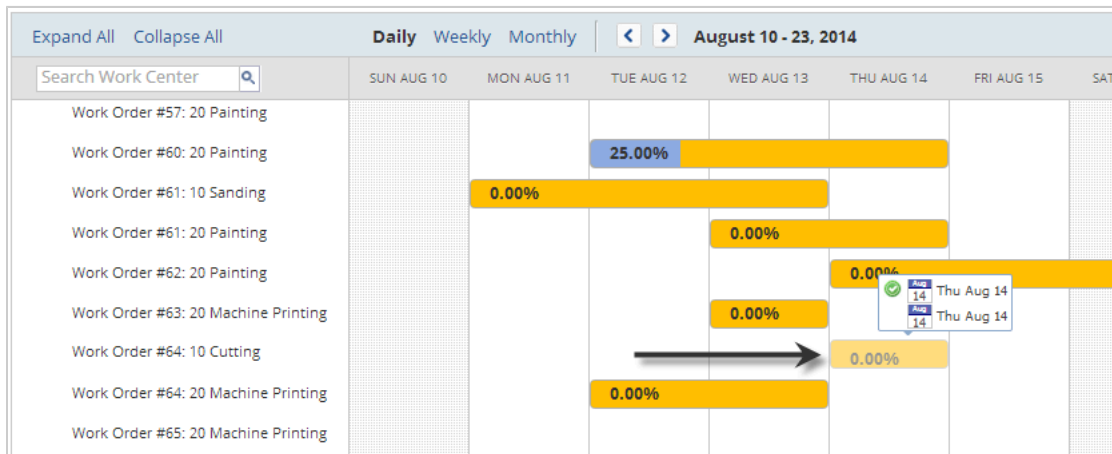 Expand All Collapse All Daily Weekly Monthly August 10 - 23, 2014
Search Work Center SUN AUG 10 MON AUG 11 TUE AUG 12 WED AUG 13 THU AUG 14 FRI AUG 15 SAT
Work Order #57: 20 Painting
Work Order #60: 20 Painting 25.00%
Work Order #61: 10 Sanding 0.00%
Work Order #61: 20 Painting 0.00%
Work Order #62: 20 Painting 0.00%
Aug 14 Thu Aug 14
Work Order #63: 20 Machine Printing 0.00% Aug 14 Thu Aug 14
Work Order #64: 10 Cutting 0.00%
Work Order #64: 20 Machine Printing 0.00%
Work Order #65: 20 Machine Printing